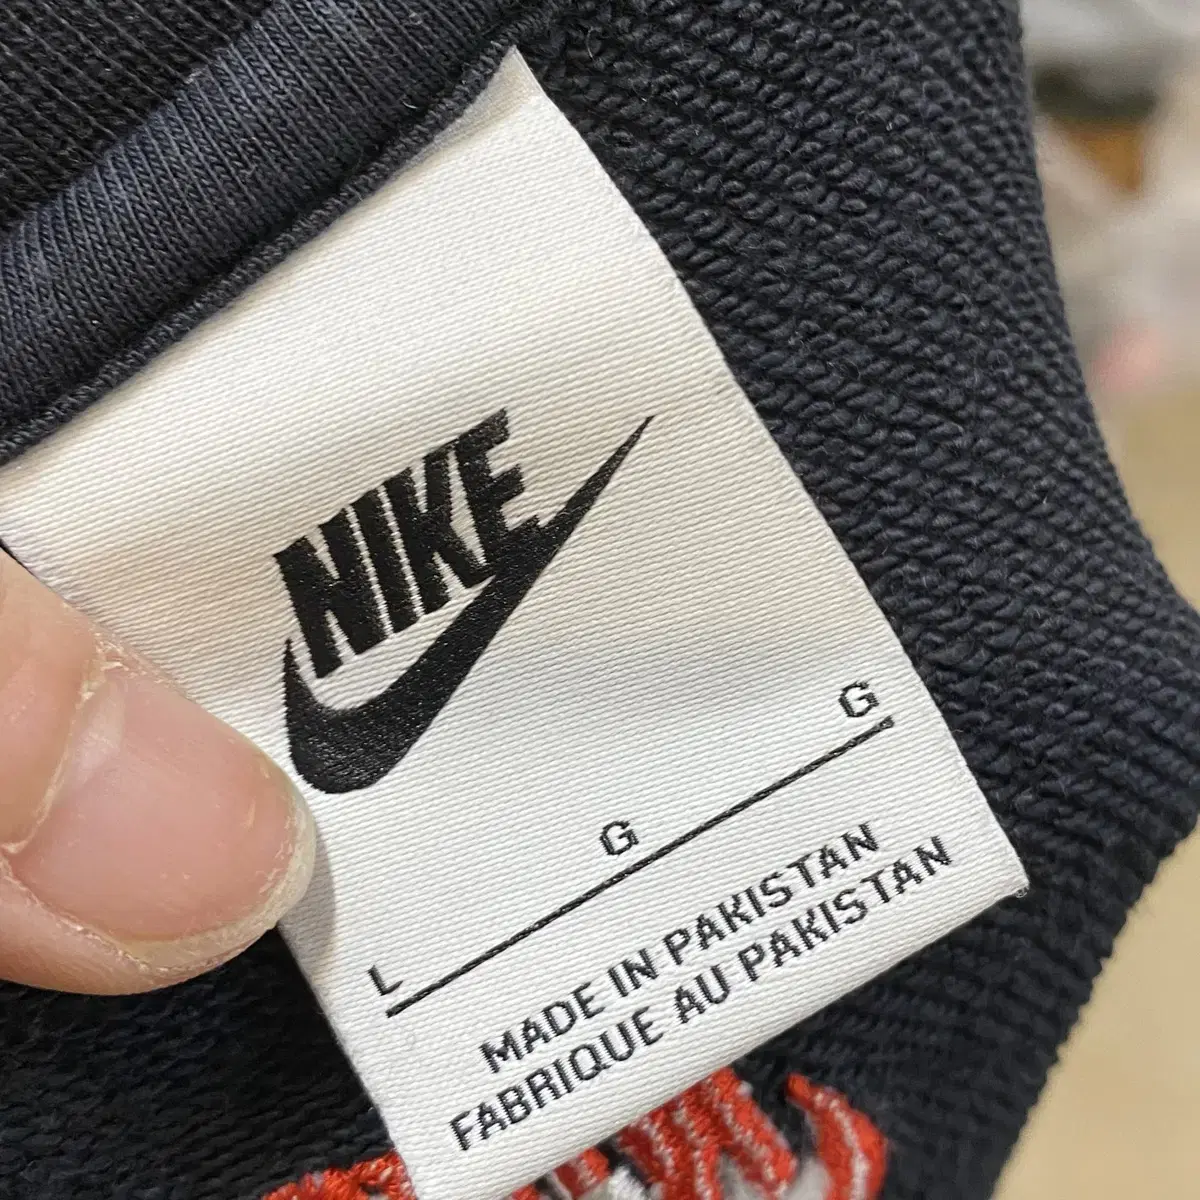 NIKE
L G G
MADE IN PAKISTAN
FABRIQUE AU PAKISTAN